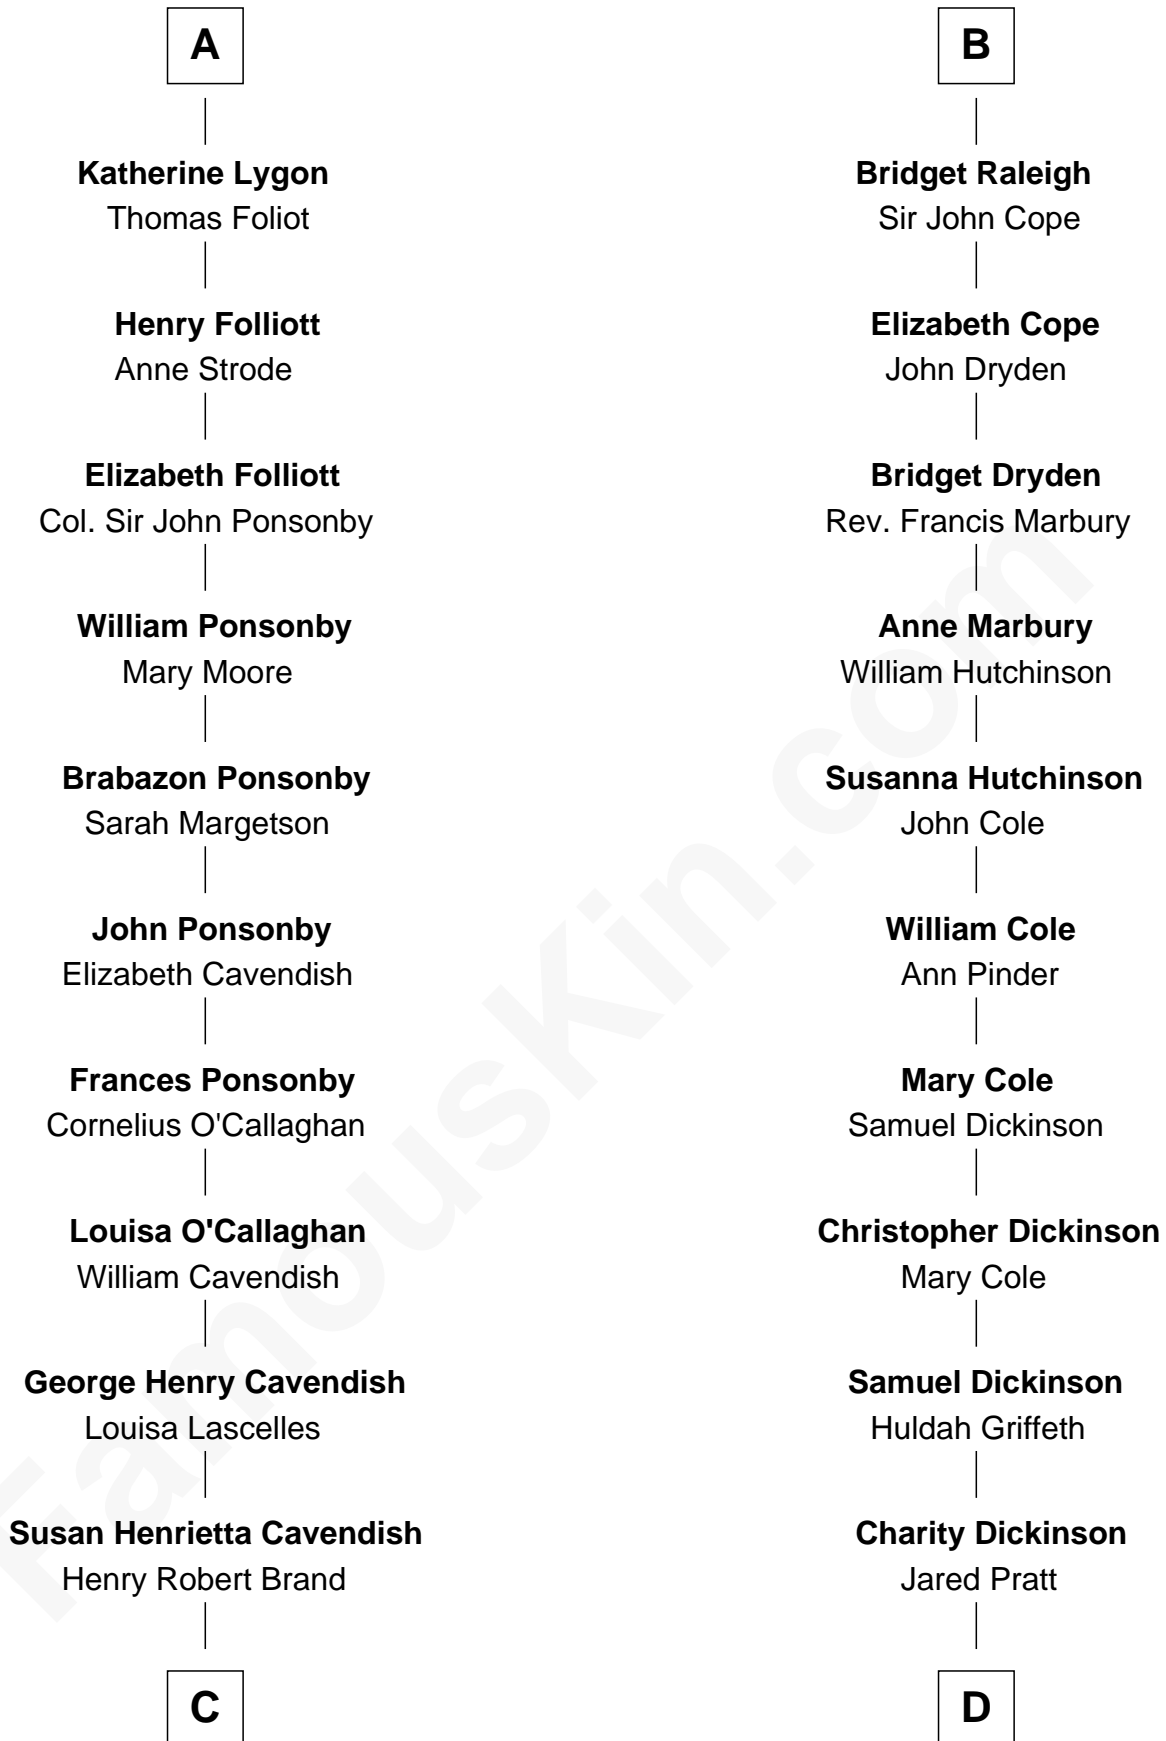 A
Katherine Lygon
Thomas Foliot
Henry Folliott
Anne Strode
Elizabeth Folliott
Col. Sir John Ponsonby
William Ponsonby
Mary Moore
Brabazon Ponsonby
Sarah Margetson
John Ponsonby
Elizabeth Cavendish
Frances Ponsonby
Cornelius O'Callaghan
Louisa O'Callaghan
William Cavendish
George Henry Cavendish
Louisa Lascelles
Susan Henrietta Cavendish
Henry Robert Brand
C
B
Bridget Raleigh
Sir John Cope
Elizabeth Cope
John Dryden
Bridget Dryden
Rev. Francis Marbury
Anne Marbury
William Hutchinson
Susanna Hutchinson
John Cole
William Cole
Ann Pinder
Mary Cole
Samuel Dickinson
Christopher Dickinson
Mary Cole
Samuel Dickinson
Huldah Griffeth
Charity Dickinson
Jared Pratt
D
FamousKin.com